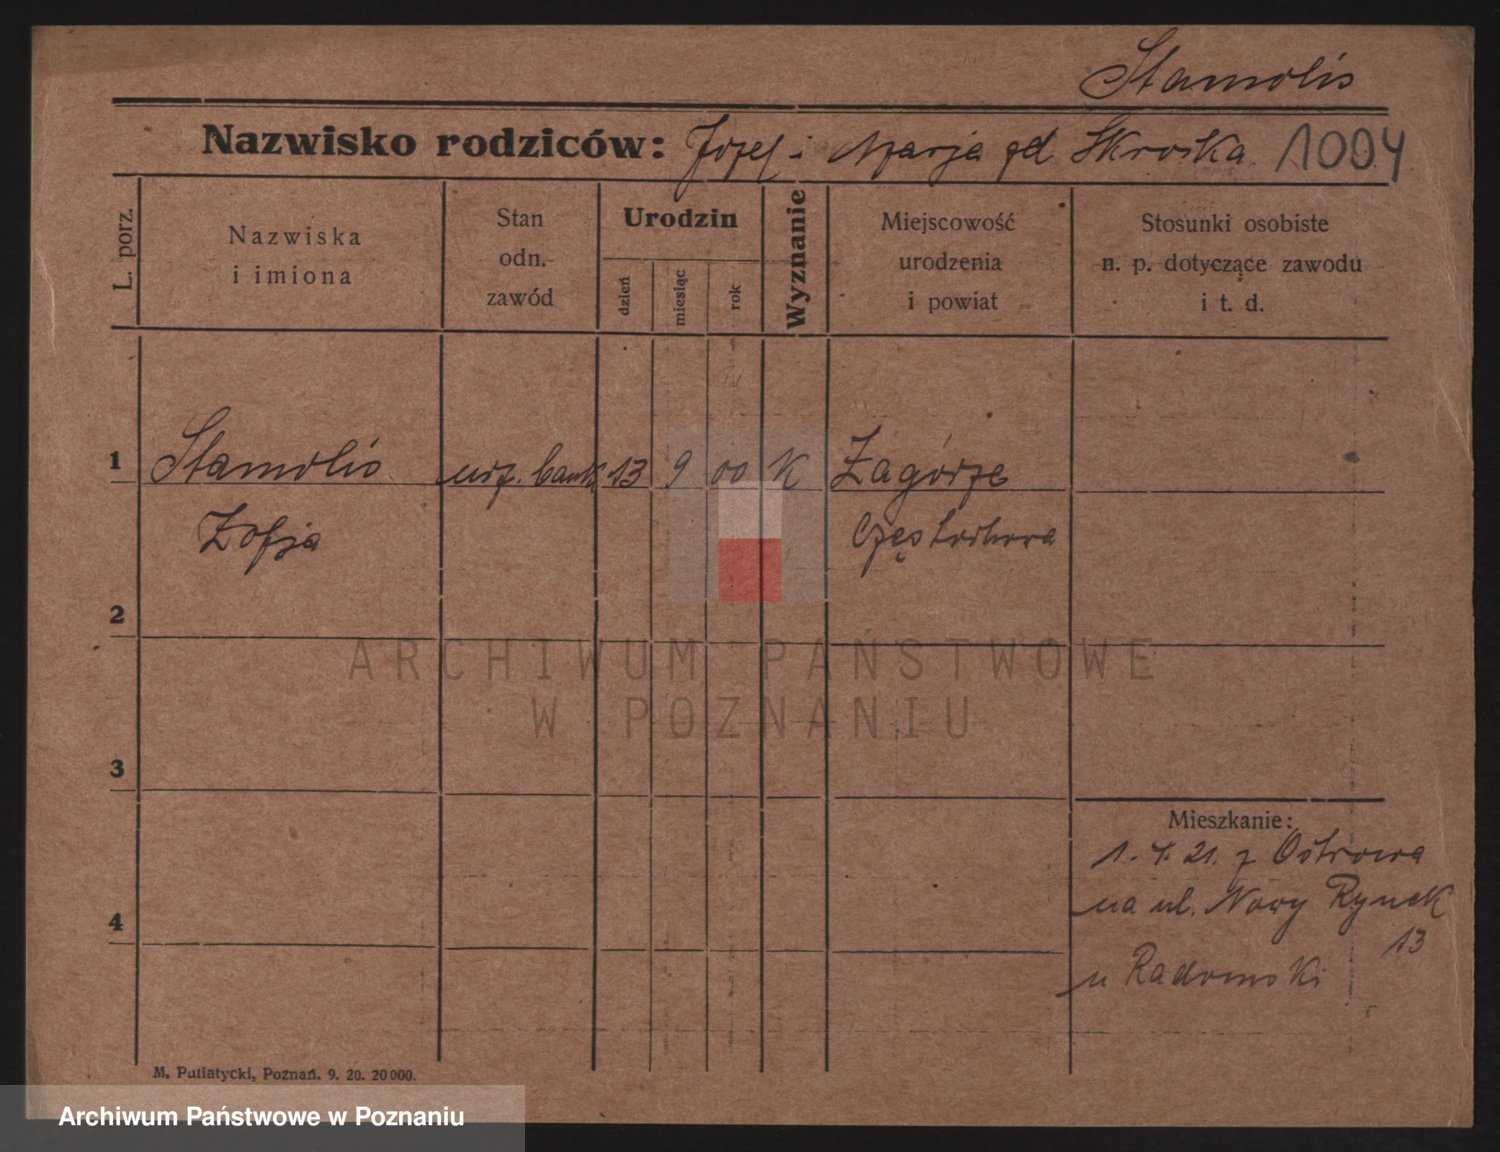 Stamolis
Nazwisko rodziców: Józef i Marja zd Skroska 1004
L. porz.
Nazwiska
i imiona
Stan
odn.
zawód
Urodzin
dzień
miesiąc
rok
Wyznanie
Miejscowość
urodzenia
i powiat
Stosunki osobiste
n. p. dotyczące zawodu
i t. d.
1 Stamolis urz. bank 13 9 00 K Zagórze
Zofja Częstochowa
2
ARCHIWUM PAŃSTWOWE
W POZNANIU
3
Mieszkanie:
1. 4. 21. z Ostrowa
na ul. Nowy Rynek
13
4
u Radomski
M. Putiatycki, Poznań. 9. 20. 20000.
Archiwum Państwowe w Poznaniu